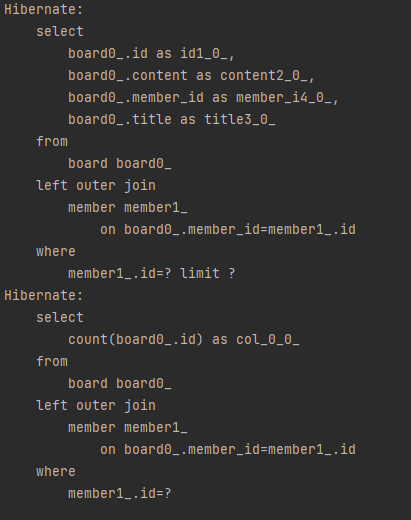 Hibernate:
    select
        board0_.id as id1_0_,
        board0_.content as content2_0_,
        board0_.member_id as member_i4_0_,
        board0_.title as title3_0_
    from
        board board0_
    left outer join
        member member1_
            on board0_.member_id=member1_.id
    where
        member1_.id=? limit ?
Hibernate:
    select
        count(board0_.id) as col_0_0_
    from
        board board0_
    left outer join
        member member1_
            on board0_.member_id=member1_.id
    where
        member1_.id=?